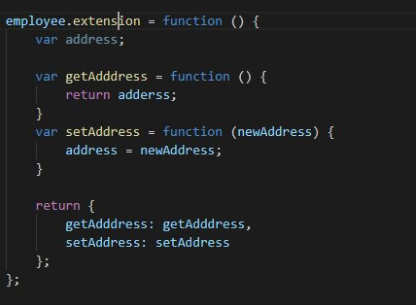 employee.extension = function () {
    var address;
    var getAdddress = function () {
        return adderss;
    }
    var setAddress = function (newAddress) {
        address = newAddress;
    }
    return {
        getAdddress: getAdddress,
        setAddress: setAddress
    };
};